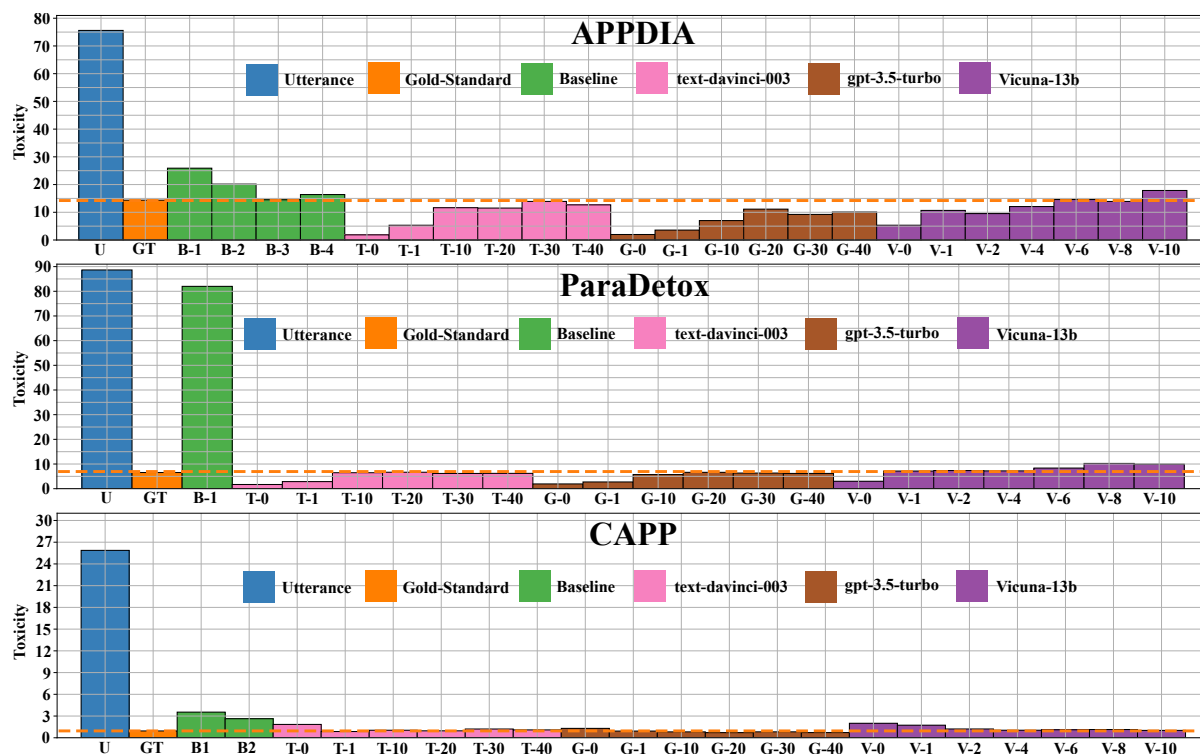 APPDIA
Utterance Gold-Standard Baseline text-davinci-003 gpt-3.5-turbo Vicuna-13b
Toxicity
80
70
60
50
40
30
20
10
0
U GT B-1 B-2 B-3 B-4 T-0 T-1 T-10 T-20 T-30 T-40 G-0 G-1 G-10 G-20 G-30 G-40 V-0 V-1 V-2 V-4 V-6 V-8 V-10
ParaDetox
Utterance Gold-Standard Baseline text-davinci-003 gpt-3.5-turbo Vicuna-13b
Toxicity
90
80
70
60
50
40
30
20
10
0
U GT B-1 T-0 T-1 T-10 T-20 T-30 T-40 G-0 G-1 G-10 G-20 G-30 G-40 V-0 V-1 V-2 V-4 V-6 V-8 V-10
CAPP
Utterance Gold-Standard Baseline text-davinci-003 gpt-3.5-turbo Vicuna-13b
Toxicity
30
27
24
21
18
15
12
9
6
3
0
U GT B1 B2 T-0 T-1 T-10 T-20 T-30 T-40 G-0 G-1 G-10 G-20 G-30 G-40 V-0 V-1 V-2 V-4 V-6 V-8 V-10